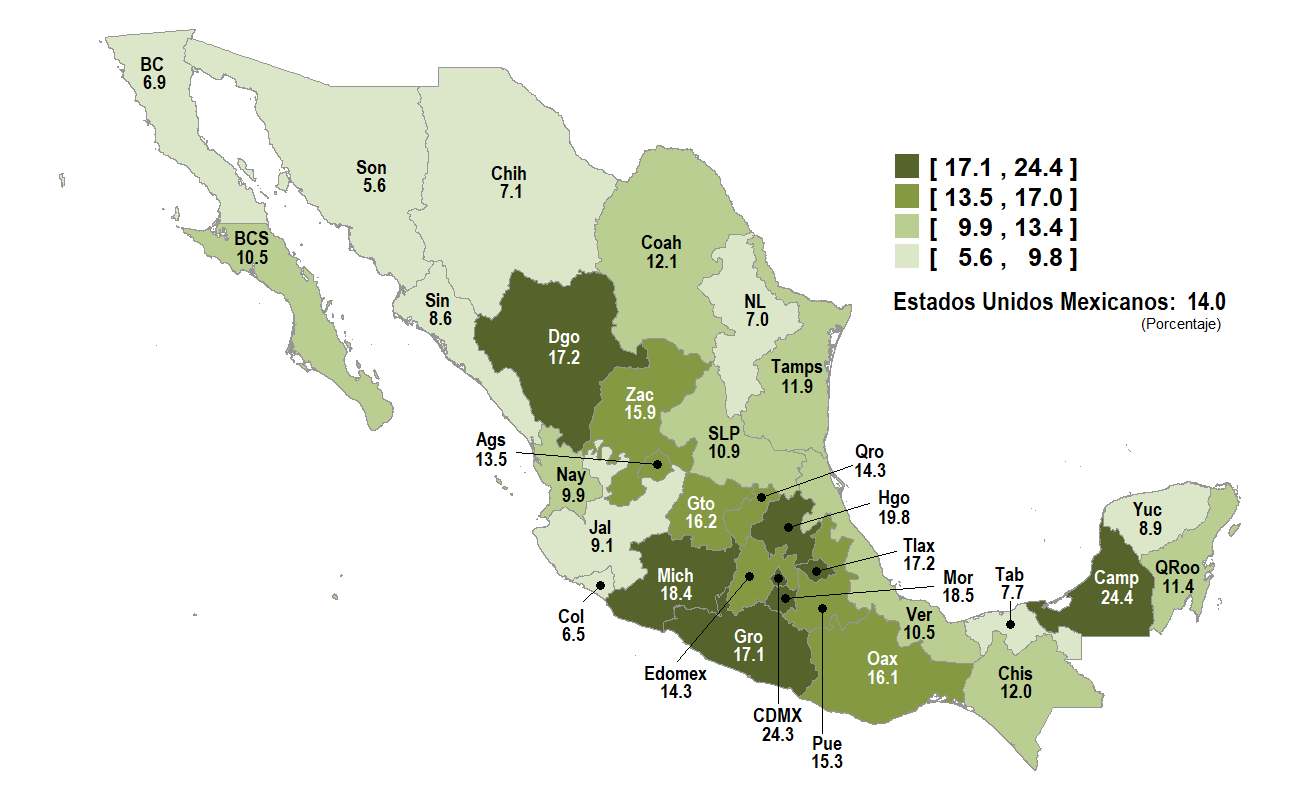 BC
6.9
Son
5.6
Chih
7.1
[ 17.1 , 24.4 ]
[ 13.5 , 17.0 ]
[ 9.9 , 13.4 ]
[ 5.6 , 9.8 ]
BCS
10.5
Coah
12.1
Sin
8.6
NL
7.0
Estados Unidos Mexicanos: 14.0
(Porcentaje)
Dgo
17.2
Tamps
11.9
Zac
15.9
SLP
10.9
Ags
13.5
Qro
14.3
Nay
9.9
Gto
16.2
Hgo
19.8
Yuc
8.9
Jal
9.1
Tlax
17.2
Mich
18.4
Mor
18.5
Tab
7.7
Camp
24.4
QRoo
11.4
Col
6.5
Gro
17.1
Ver
10.5
Edomex
14.3
Oax
16.1
Chis
12.0
CDMX
24.3
Pue
15.3